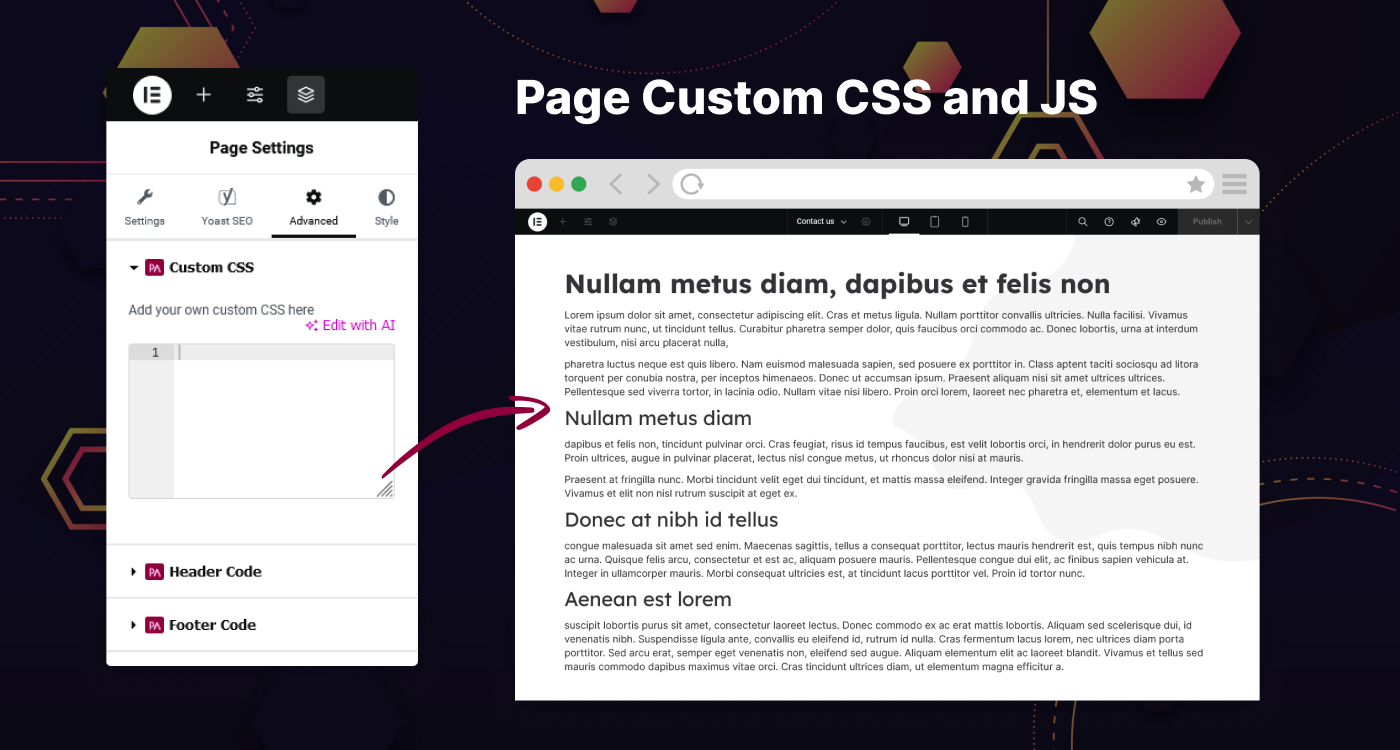 Page Custom CSS and JS
Page Settings
Settings
Yoast SEO
Advanced
Style
PA Custom CSS
Add your own custom CSS here
Edit with AI
1
PA Header Code
PA Footer Code
Contact us
Publish
Nullam metus diam, dapibus et felis non
Lorem ipsum dolor sit amet, consectetur adipiscing elit. Cras et metus ligula. Nullam porttitor convallis ultricies. Nulla facilisi. Vivamus
vitae rutrum nunc, ut tincidunt tellus. Curabitur pharetra semper dolor, quis faucibus orci commodo ac. Donec lobortis, urna at interdum
vestibulum, nisi arcu placerat nulla,
pharetra luctus neque est quis libero. Nam euismod malesuada sapien, sed posuere ex porttitor in. Class aptent taciti sociosqu ad litora
torquent per conubia nostra, per inceptos himenaeos. Donec ut accumsan ipsum. Praesent aliquam nisi sit amet ultrices ultrices.
Pellentesque sed viverra tortor, in lacinia odio. Nullam vitae nisi libero. Proin orci lorem, laoreet nec pharetra et, elementum et lacus.
Nullam metus diam
dapibus et felis non, tincidunt pulvinar orci. Cras feugiat, risus id tempus faucibus, est velit lobortis orci, in hendrerit dolor purus eu est.
Proin ultrices, augue in pulvinar placerat, lectus nisl congue metus, ut rhoncus dolor nisi at mauris.
Praesent at fringilla nunc. Morbi tincidunt velit eget dui tincidunt, et mattis massa eleifend. Integer gravida fringilla massa eget posuere.
Vivamus et elit non nisl rutrum suscipit at eget ex.
Donec at nibh id tellus
congue malesuada sit amet sed enim. Maecenas sagittis, tellus a consequat porttitor, lectus mauris hendrerit est, quis tempus nibh nunc
ac urna. Quisque felis arcu, consectetur et est ac, aliquam posuere mauris. Pellentesque congue dui elit, ac finibus sapien vehicula at.
Integer in ullamcorper mauris. Morbi consequat ultricies est, at tincidunt lacus porttitor vel. Proin id tortor nunc.
Aenean est lorem
suscipit lobortis purus sit amet, consectetur laoreet lectus. Donec commodo ex ac erat mattis lobortis. Aliquam sed scelerisque dui, id
venenatis nibh. Suspendisse ligula ante, convallis eu eleifend id, rutrum id nulla. Cras fermentum lacus lorem, nec ultrices diam porta
porttitor. Sed arcu erat, semper eget venenatis non, eleifend sed augue. Aliquam elementum elit ac laoreet blandit. Vivamus et tellus sed
mauris commodo dapibus maximus vitae orci. Cras tincidunt ultrices diam, ut elementum magna efficitur a.